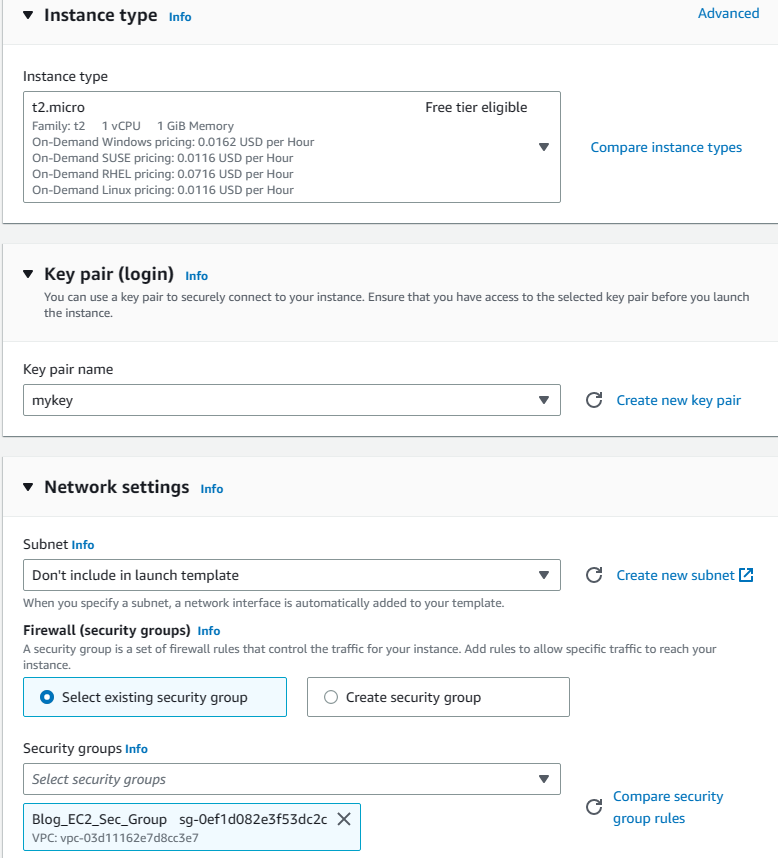 Instance type Info Advanced
Instance type
t2.micro Free tier eligible
Family: t2 1 vCPU 1 GiB Memory
On-Demand Windows pricing: 0.0162 USD per Hour
On-Demand SUSE pricing: 0.0116 USD per Hour
On-Demand RHEL pricing: 0.0716 USD per Hour
On-Demand Linux pricing: 0.0116 USD per Hour
Compare instance types
Key pair (login) Info
You can use a key pair to securely connect to your instance. Ensure that you have access to the selected key pair before you launch
the instance.
Key pair name
mykey
Create new key pair
Network settings Info
Subnet Info
Don't include in launch template
Create new subnet
When you specify a subnet, a network interface is automatically added to your template.
Firewall (security groups) Info
A security group is a set of firewall rules that control the traffic for your instance. Add rules to allow specific traffic to reach your
instance.
Select existing security group
Create security group
Security groups Info
Select security groups
Compare security
group rules
Blog_EC2_Sec_Group sg-0ef1d082e3f53dc2c
VPC: vpc-03d11162e7d8cc3e7